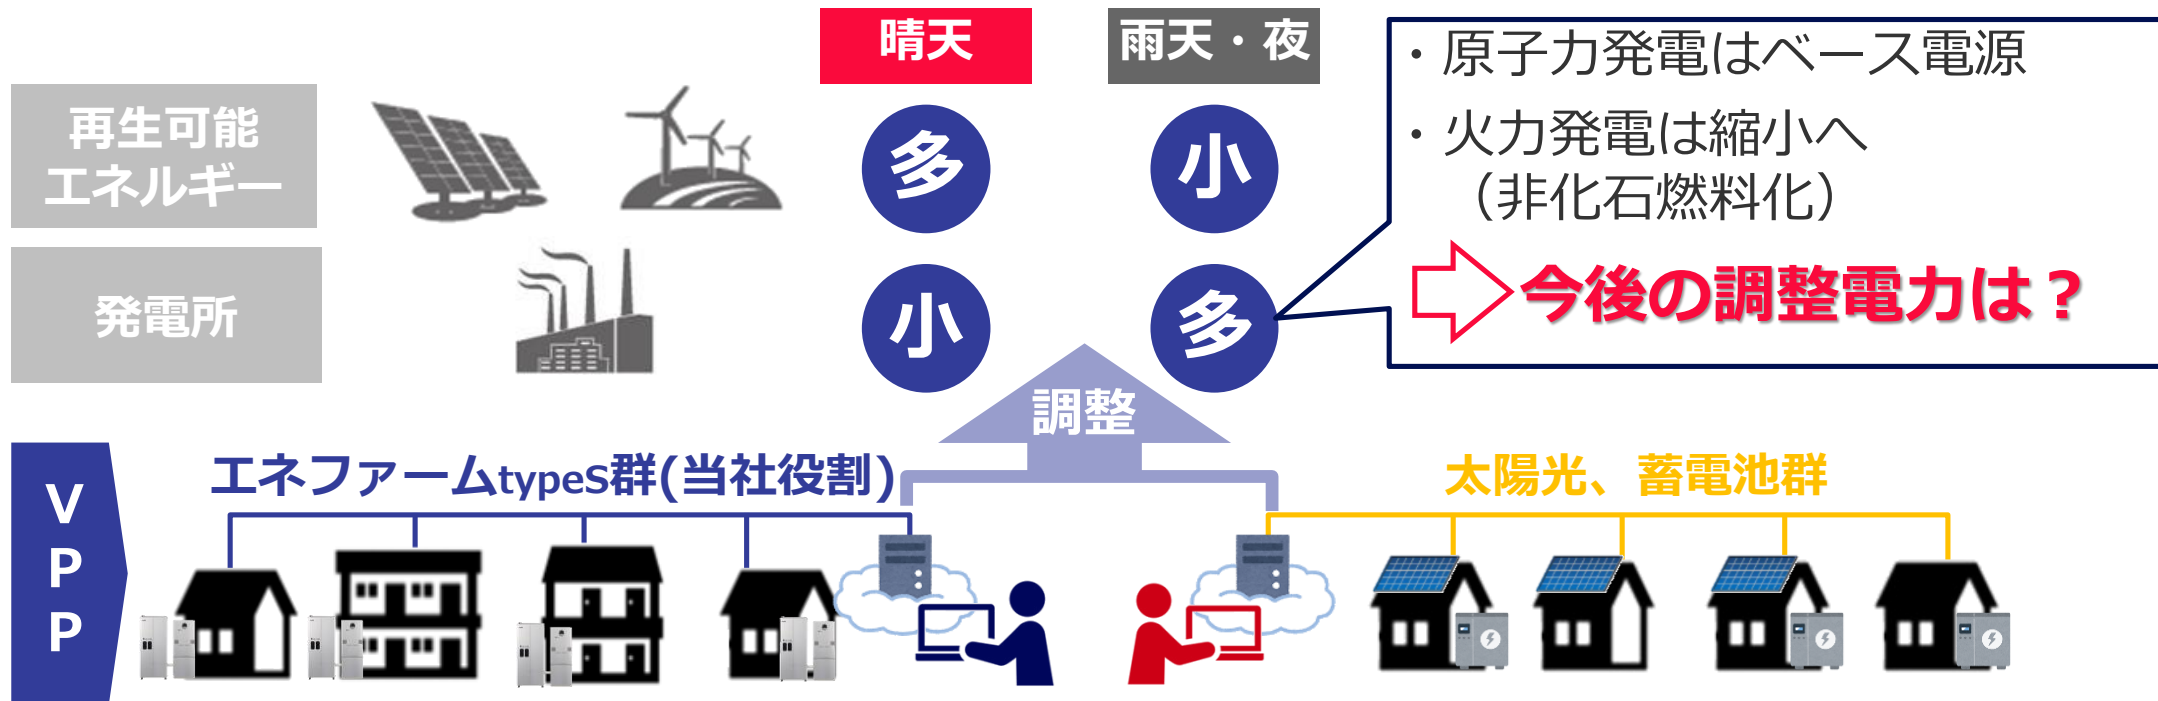 晴天
雨天・夜
・原子力発電はベース電源
・火力発電は縮小へ
（非化石燃料化）
今後の調整電力は？
再生可能
エネルギー
多
小
発電所
小
多
調整
V
P
P
エネファームtypeS群(当社役割)
太陽光、蓄電池群